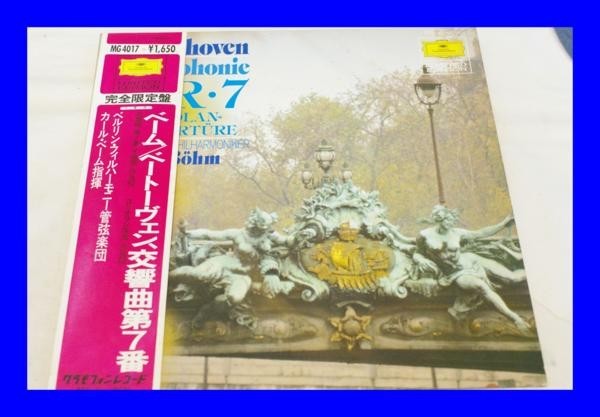 MG 4017 ¥1,650
完全限定盤
ベーム/ベートーヴェン:交響曲第7番
ベルリン・フィルハーモニー管弦楽団
カール・ベーム指揮
グラモフォンレコード
hoven
phonie
R・7
LAN-
RTÜRE
HILHARMONIKER
Böhm